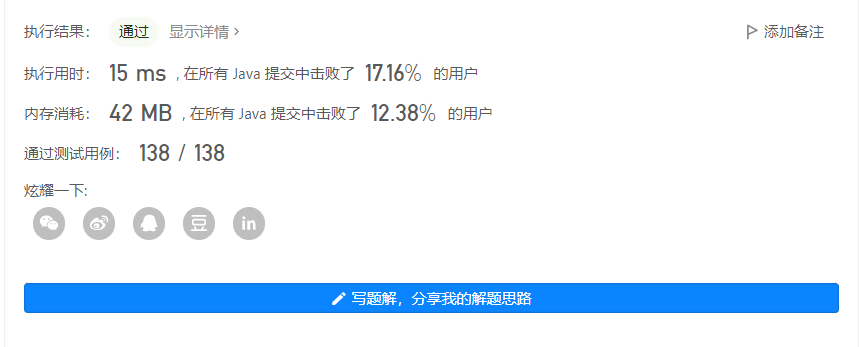 执行结果： 通过 显示详情 > 添加备注
执行用时： 15 ms , 在所有 Java 提交中击败了 17.16% 的用户
内存消耗： 42 MB , 在所有 Java 提交中击败了 12.38% 的用户
通过测试用例： 138 / 138
炫耀一下:
豆 in
写题解，分享我的解题思路